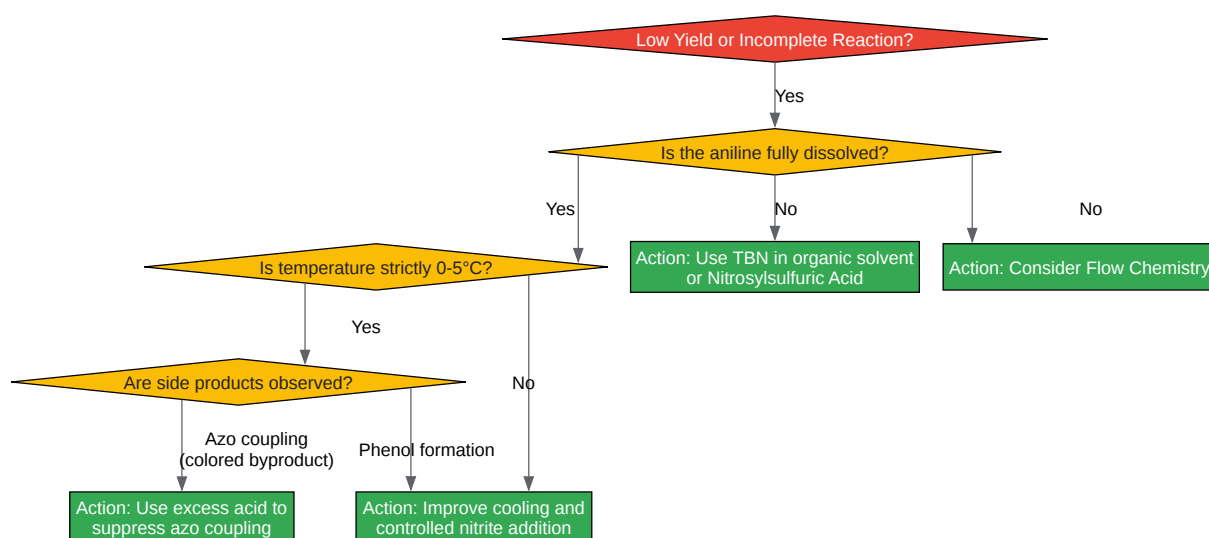 Low Yield or Incomplete Reaction?
Yes
Is the aniline fully dissolved?
Yes
No
No
Is temperature strictly 0-5°C?
Action: Use TBN in organic solvent
or Nitrosylsulfuric Acid
Action: Consider Flow Chemistry
Yes
No
Are side products observed?
Azo coupling
(colored byproduct)
Phenol formation
Action: Use excess acid to
suppress azo coupling
Action: Improve cooling and
controlled nitrite addition